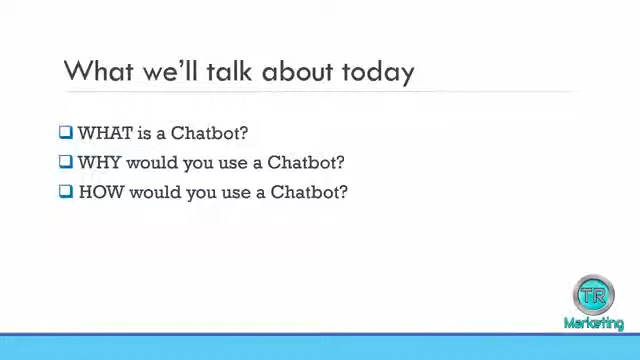 What we'll talk about today
WHAT is a Chatbot?
WHY would you use a Chatbot?
HOW would you use a Chatbot?
TR
Marketing